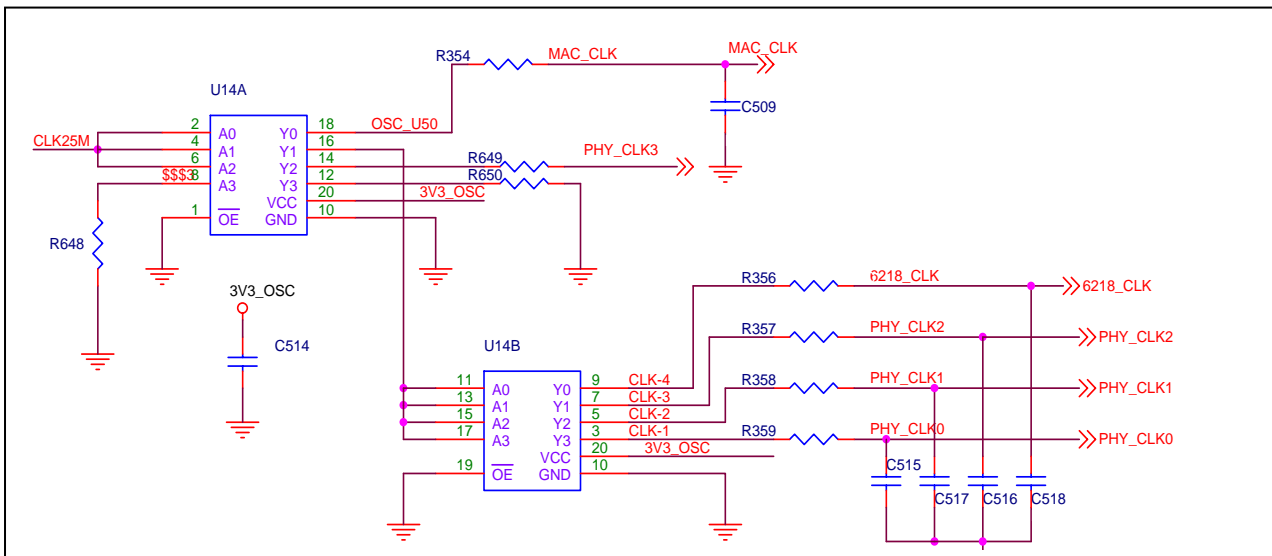 R354 MAC_CLK MAC_CLK
U14A
C509
2 A0 Y0 18 OSC_U50
CLK25M 4 A1 Y1 16
6 A2 Y2 14 R649 PHY_CLK3
$$$3 8 A3 Y3 12 R650
VCC 20 3V3_OSC
1 OE GND 10
R648
R356 6218_CLK 6218_CLK
3V3_OSC
C514
R357 PHY_CLK2 PHY_CLK2
U14B
11 A0 Y0 9 CLK-4 R358 PHY_CLK1 PHY_CLK1
13 A1 Y1 7 CLK-3
15 A2 Y2 5 CLK-2
17 A3 Y3 3 CLK-1 R359 PHY_CLK0 PHY_CLK0
VCC 20 3V3_OSC
19 OE GND 10
C515
C517 C516 C518